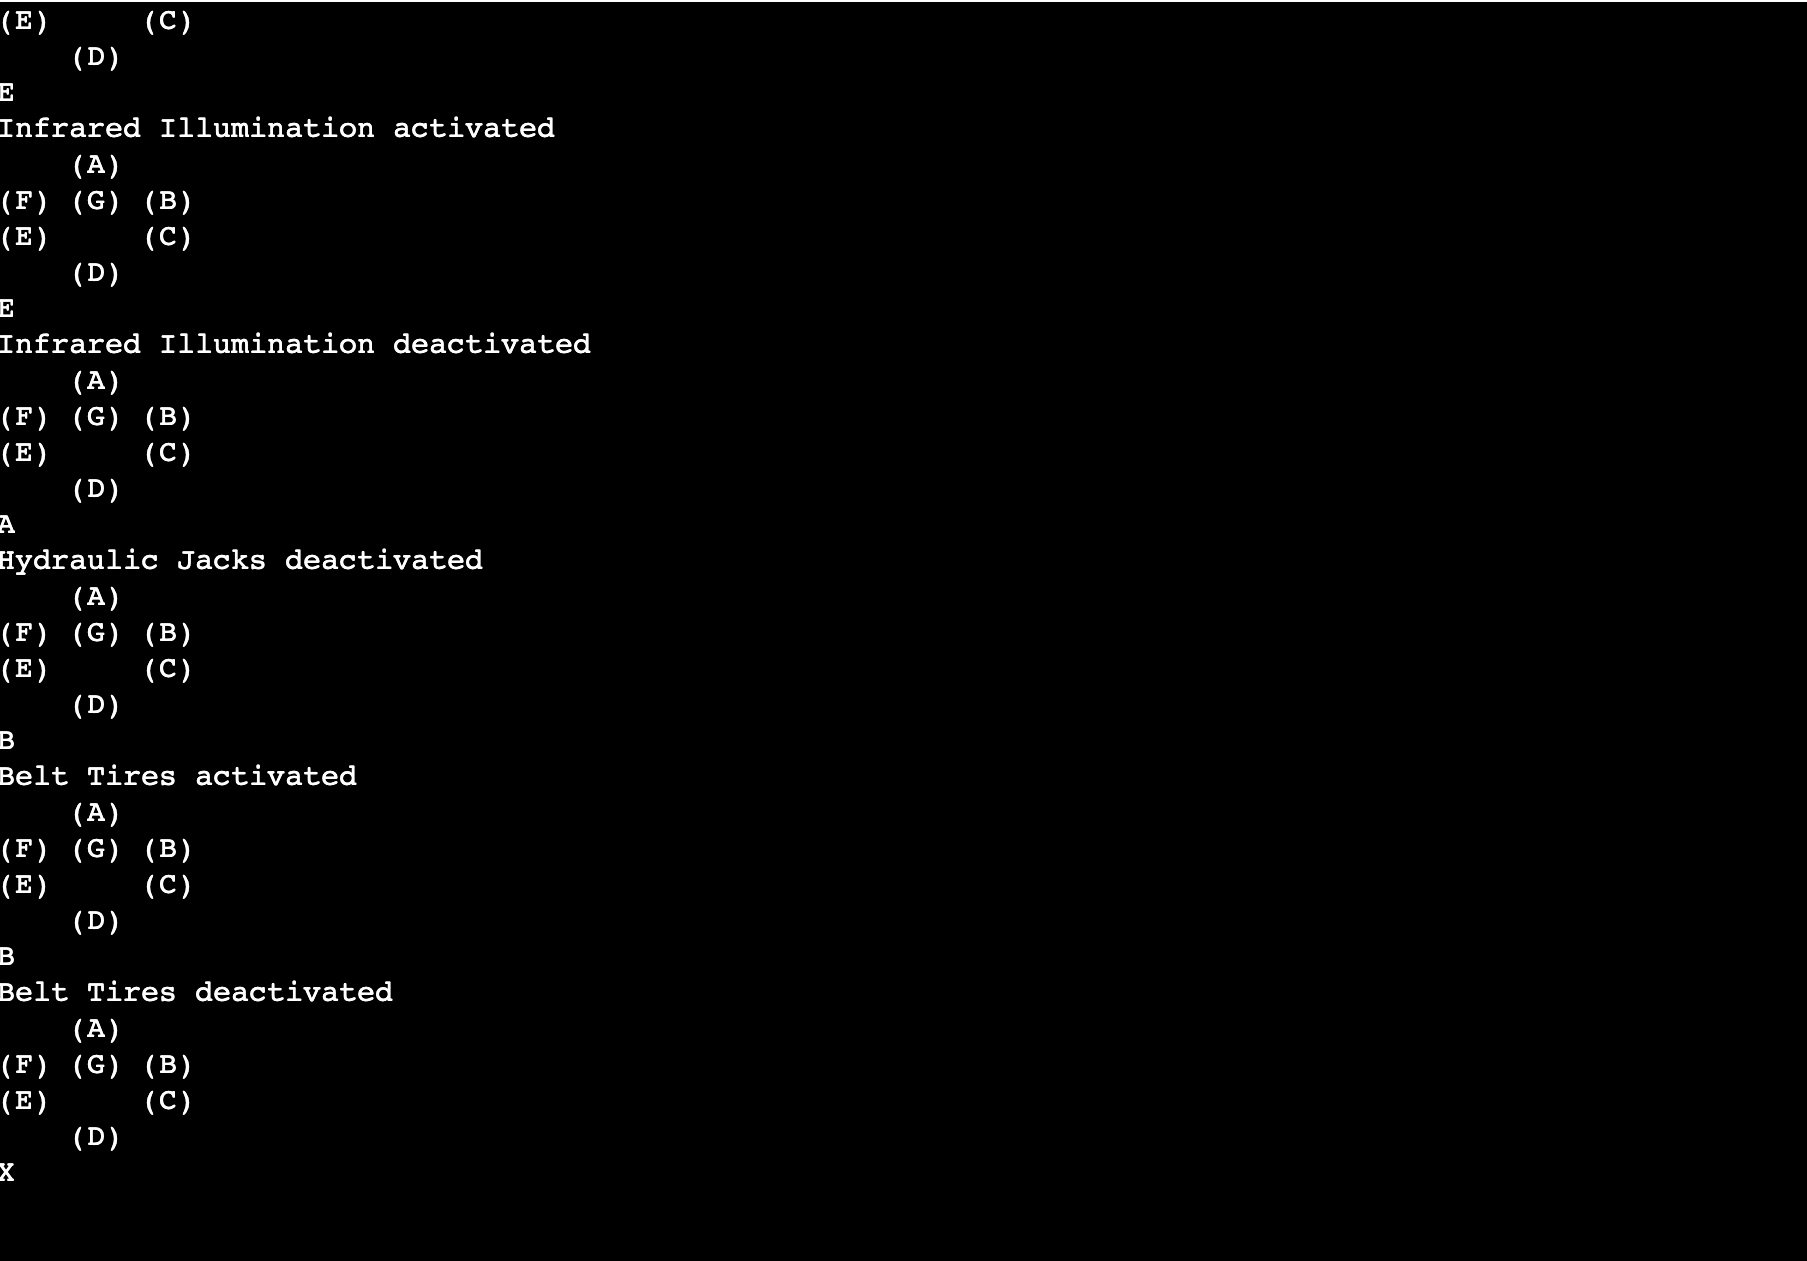 (E)     (C)
    (D)
E
Infrared Illumination activated
    (A)
(F) (G) (B)
(E)     (C)
    (D)
E
Infrared Illumination deactivated
    (A)
(F) (G) (B)
(E)     (C)
    (D)
A
Hydraulic Jacks deactivated
    (A)
(F) (G) (B)
(E)     (C)
    (D)
B
Belt Tires activated
    (A)
(F) (G) (B)
(E)     (C)
    (D)
B
Belt Tires deactivated
    (A)
(F) (G) (B)
(E)     (C)
    (D)
X